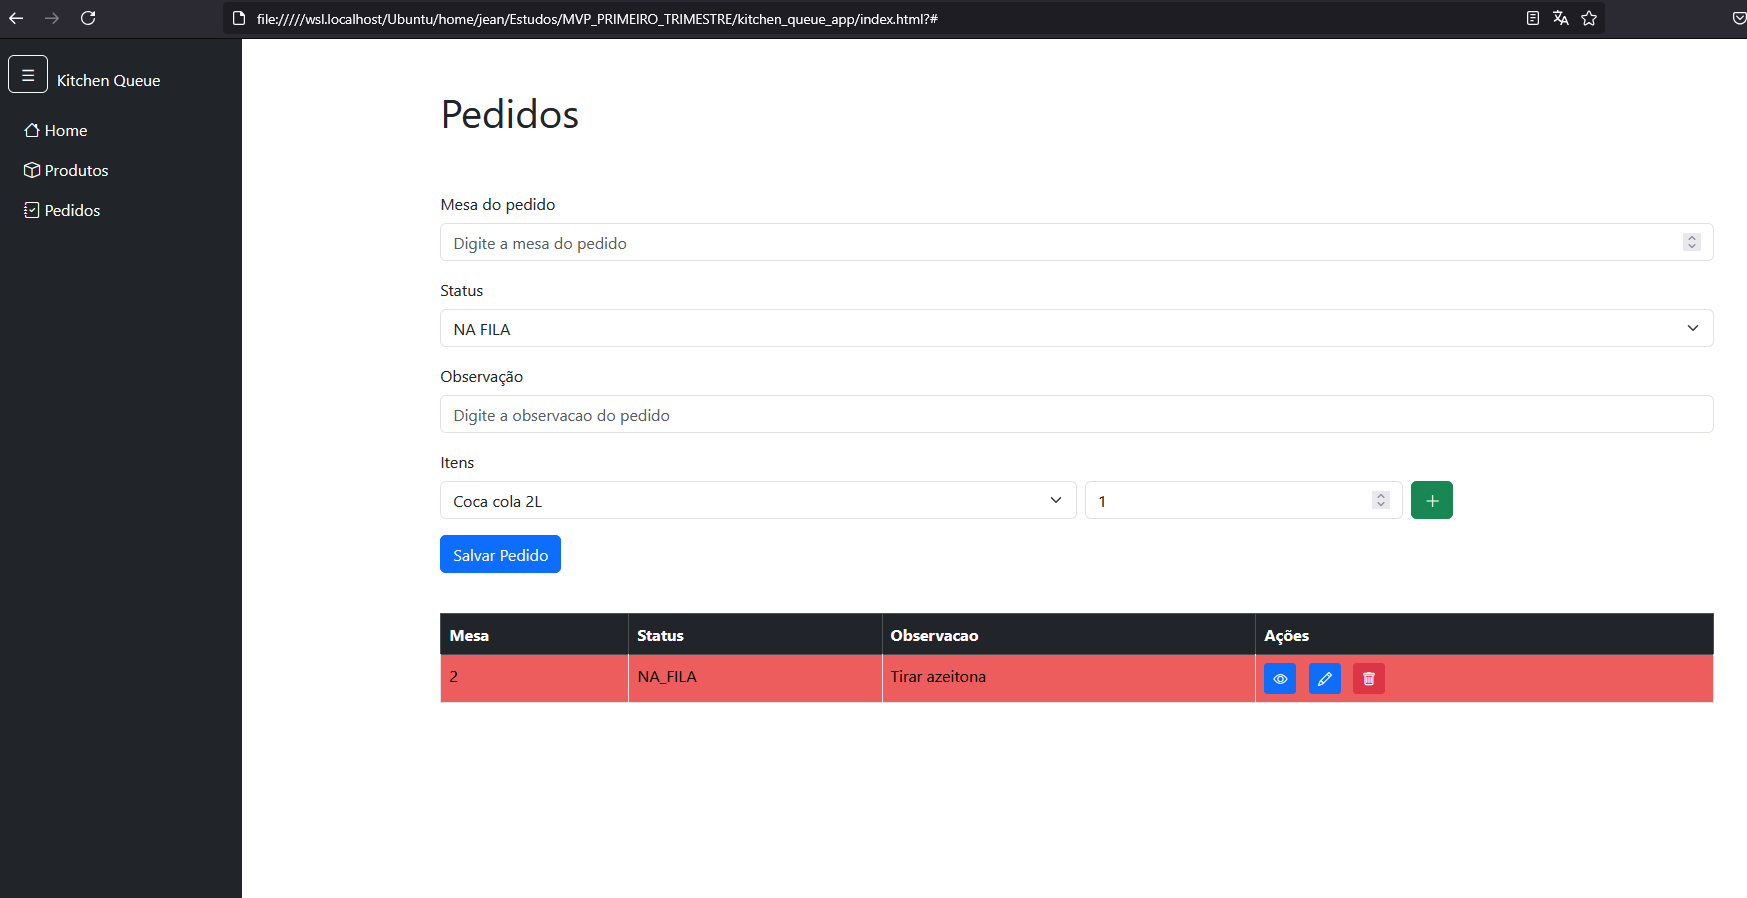 file://///wsl.localhost/Ubuntu/home/jean/Estudos/MVP_PRIMEIRO_TRIMESTRE/kitchen_queue_app/index.html?#
Kitchen Queue
Home
Produtos
Pedidos
Pedidos
Mesa do pedido
Digite a mesa do pedido
Status
NA FILA
Observação
Digite a observacao do pedido
Itens
Coca cola 2L 1 +
Salvar Pedido
Mesa Status Observacao Ações
2 NA_FILA Tirar azeitona